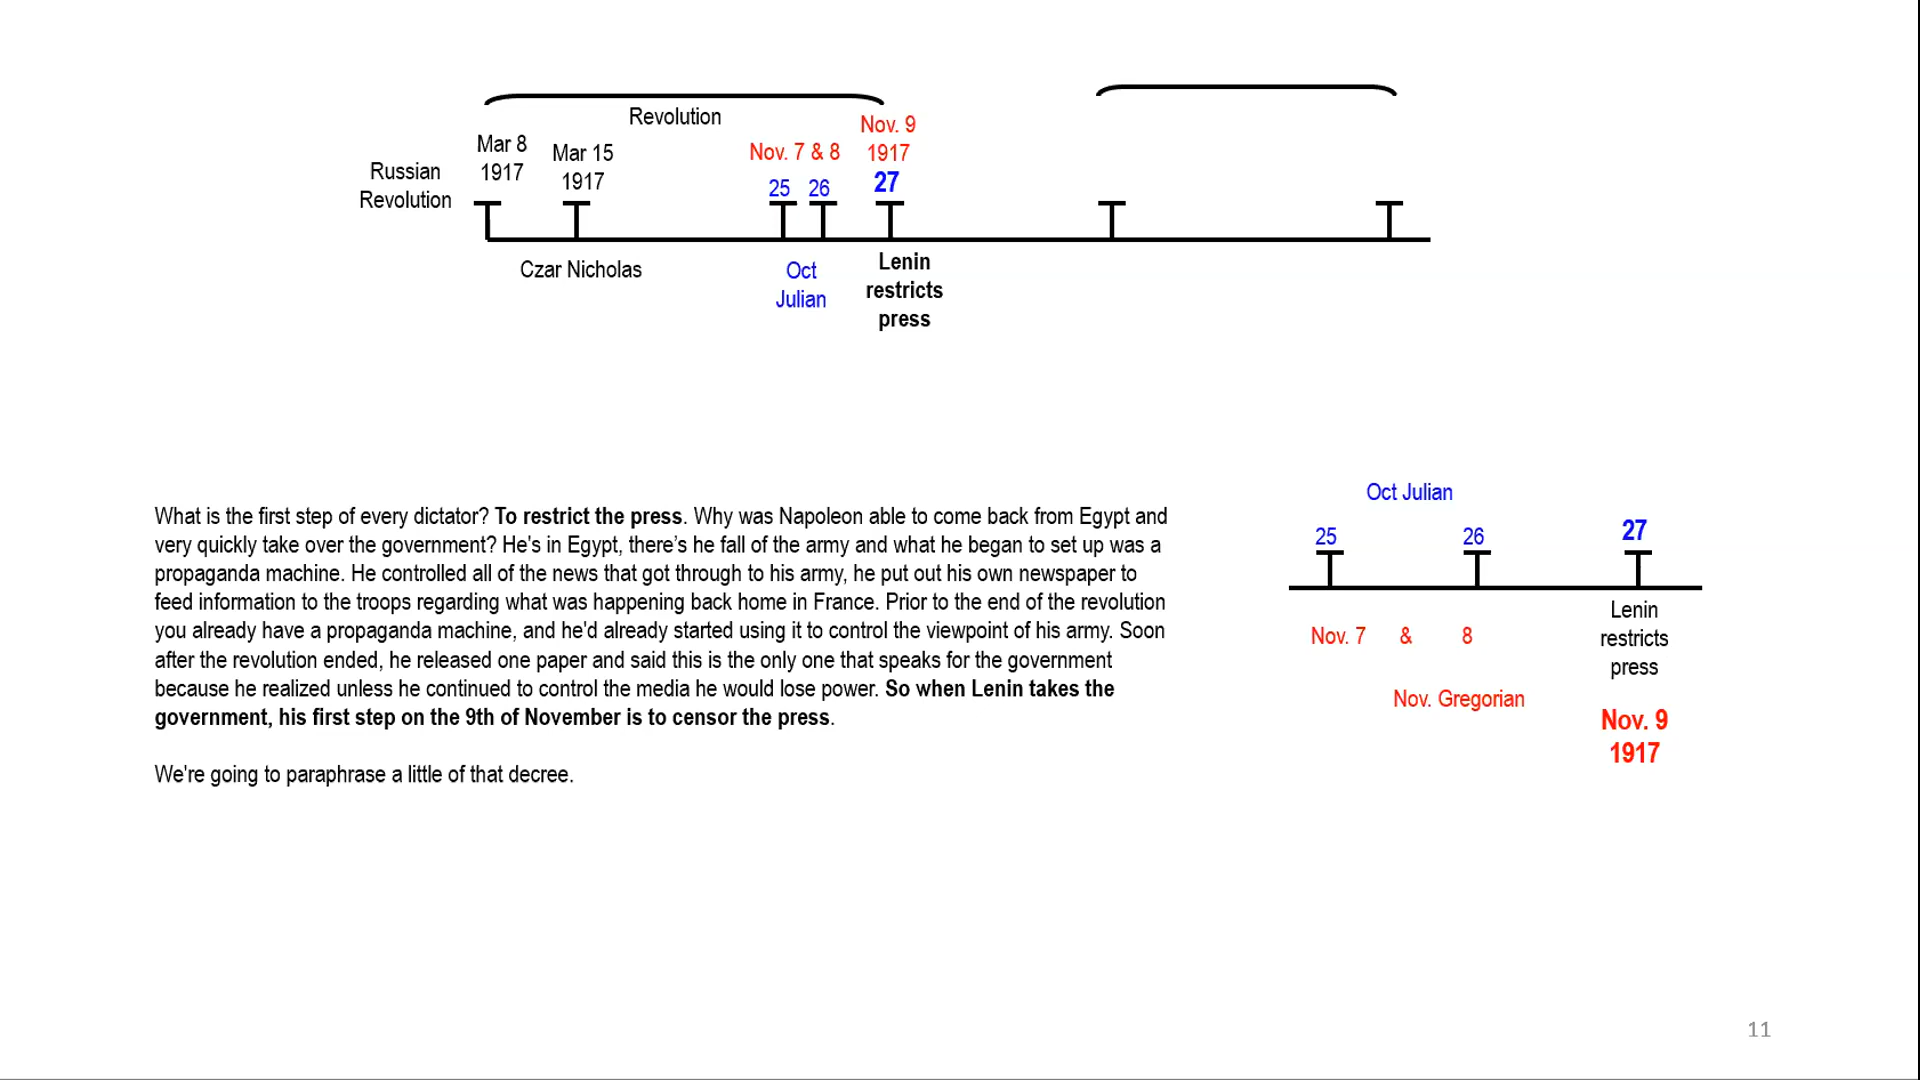 Revolution
Mar 8
1917
Mar 15
1917
Nov. 7 & 8
Nov. 9
1917
Russian
Revolution
25 26
27
Czar Nicholas
Oct
Julian
Lenin
restricts
press
What is the first step of every dictator? To restrict the press. Why was Napoleon able to come back from Egypt and
very quickly take over the government? He's in Egypt, there’s he fall of the army and what he began to set up was a
propaganda machine. He controlled all of the news that got through to his army, he put out his own newspaper to
feed information to the troops regarding what was happening back home in France. Prior to the end of the revolution
you already have a propaganda machine, and he'd already started using it to control the viewpoint of his army. Soon
after the revolution ended, he released one paper and said this is the only one that speaks for the government
because he realized unless he continued to control the media he would lose power. So when Lenin takes the
government, his first step on the 9th of November is to censor the press.
We're going to paraphrase a little of that decree.
Oct Julian
25 26 27
Lenin
restricts
press
Nov. 7 & 8
Nov. Gregorian
Nov. 9
1917
11